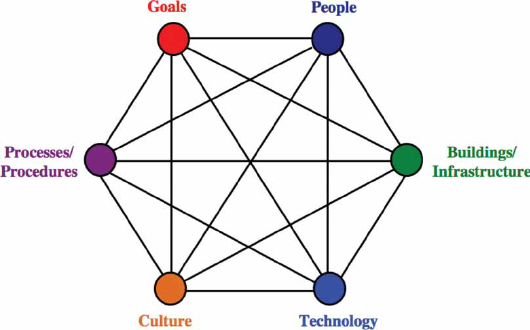 Goals
People
Processes/
Procedures
Buildings/
Infrastructure
Culture
Technology